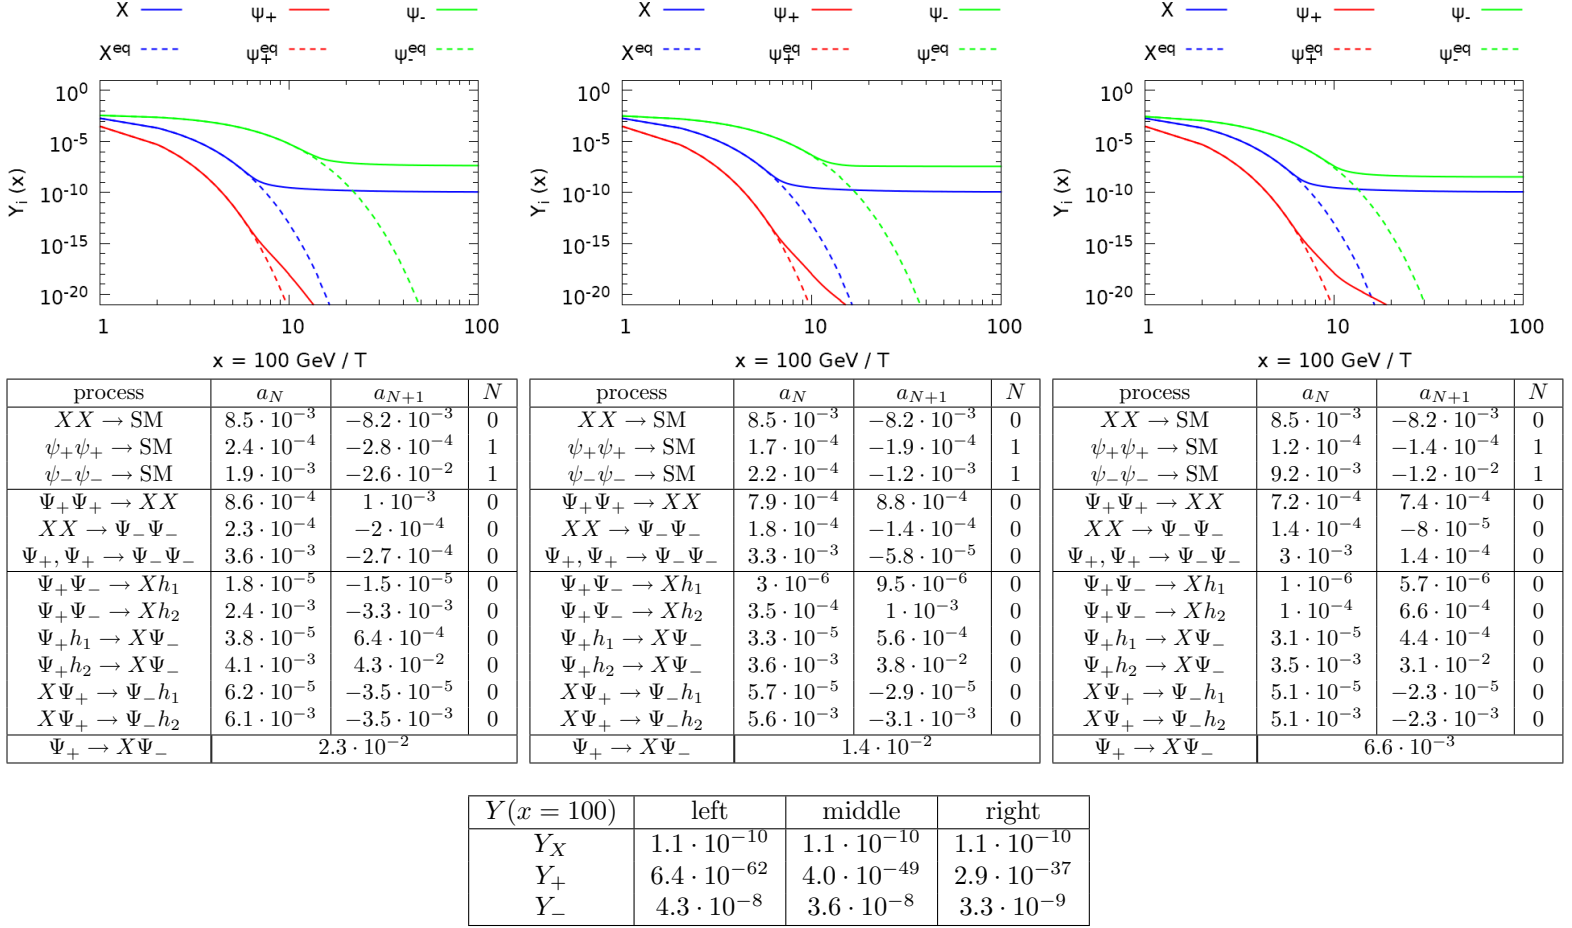 X ψ₊ ψ₋ X ψ₊ ψ₋ X ψ₊ ψ₋
X^eq ψ₊^eq ψ₋^eq X^eq ψ₊^eq ψ₋^eq X^eq ψ₊^eq ψ₋^eq
10⁰ 10⁰ 10⁰
10⁻⁵ 10⁻⁵ 10⁻⁵
10⁻¹⁰ 10⁻¹⁰ 10⁻¹⁰
10⁻¹⁵ 10⁻¹⁵ 10⁻¹⁵
10⁻²⁰ 10⁻²⁰ 10⁻²⁰
Yᵢ (x) Yᵢ (x) Yᵢ (x)
1 10 100 1 10 100 1 10 100
x = 100 GeV / T x = 100 GeV / T x = 100 GeV / T
process a_N a_{N+1} N
XX → SM 8.5 · 10⁻³ −8.2 · 10⁻³ 0
ψ₊ψ₊ → SM 2.4 · 10⁻⁴ −2.8 · 10⁻⁴ 1
ψ₋ψ₋ → SM 1.9 · 10⁻³ −2.6 · 10⁻² 1
Ψ₊Ψ₊ → XX 8.6 · 10⁻⁴ 1 · 10⁻³ 0
XX → Ψ₋Ψ₋ 2.3 · 10⁻⁴ −2 · 10⁻⁴ 0
Ψ₊, Ψ₊ → Ψ₋Ψ₋ 3.6 · 10⁻³ −2.7 · 10⁻⁴ 0
Ψ₊Ψ₋ → Xh₁ 1.8 · 10⁻⁵ −1.5 · 10⁻⁵ 0
Ψ₊Ψ₋ → Xh₂ 2.4 · 10⁻³ −3.3 · 10⁻³ 0
Ψ₊h₁ → XΨ₋ 3.8 · 10⁻⁵ 6.4 · 10⁻⁴ 0
Ψ₊h₂ → XΨ₋ 4.1 · 10⁻³ 4.3 · 10⁻² 0
XΨ₊ → Ψ₋h₁ 6.2 · 10⁻⁵ −3.5 · 10⁻⁵ 0
XΨ₊ → Ψ₋h₂ 6.1 · 10⁻³ −3.5 · 10⁻³ 0
Ψ₊ → XΨ₋ 2.3 · 10⁻²
process a_N a_{N+1} N
XX → SM 8.5 · 10⁻³ −8.2 · 10⁻³ 0
ψ₊ψ₊ → SM 1.7 · 10⁻⁴ −1.9 · 10⁻⁴ 1
ψ₋ψ₋ → SM 2.2 · 10⁻⁴ −1.2 · 10⁻³ 1
Ψ₊Ψ₊ → XX 7.9 · 10⁻⁴ 8.8 · 10⁻⁴ 0
XX → Ψ₋Ψ₋ 1.8 · 10⁻⁴ −1.4 · 10⁻⁴ 0
Ψ₊, Ψ₊ → Ψ₋Ψ₋ 3.3 · 10⁻³ −5.8 · 10⁻⁵ 0
Ψ₊Ψ₋ → Xh₁ 3 · 10⁻⁶ 9.5 · 10⁻⁶ 0
Ψ₊Ψ₋ → Xh₂ 3.5 · 10⁻⁴ 1 · 10⁻³ 0
Ψ₊h₁ → XΨ₋ 3.3 · 10⁻⁵ 5.6 · 10⁻⁴ 0
Ψ₊h₂ → XΨ₋ 3.6 · 10⁻³ 3.8 · 10⁻² 0
XΨ₊ → Ψ₋h₁ 5.7 · 10⁻⁵ −2.9 · 10⁻⁵ 0
XΨ₊ → Ψ₋h₂ 5.6 · 10⁻³ −3.1 · 10⁻³ 0
Ψ₊ → XΨ₋ 1.4 · 10⁻²
process a_N a_{N+1} N
XX → SM 8.5 · 10⁻³ −8.2 · 10⁻³ 0
ψ₊ψ₊ → SM 1.2 · 10⁻⁴ −1.4 · 10⁻⁴ 1
ψ₋ψ₋ → SM 9.2 · 10⁻³ −1.2 · 10⁻² 1
Ψ₊Ψ₊ → XX 7.2 · 10⁻⁴ 7.4 · 10⁻⁴ 0
XX → Ψ₋Ψ₋ 1.4 · 10⁻⁴ −8 · 10⁻⁵ 0
Ψ₊, Ψ₊ → Ψ₋Ψ₋ 3 · 10⁻³ 1.4 · 10⁻⁴ 0
Ψ₊Ψ₋ → Xh₁ 1 · 10⁻⁶ 5.7 · 10⁻⁶ 0
Ψ₊Ψ₋ → Xh₂ 1 · 10⁻⁴ 6.6 · 10⁻⁴ 0
Ψ₊h₁ → XΨ₋ 3.1 · 10⁻⁵ 4.4 · 10⁻⁴ 0
Ψ₊h₂ → XΨ₋ 3.5 · 10⁻³ 3.1 · 10⁻² 0
XΨ₊ → Ψ₋h₁ 5.1 · 10⁻⁵ −2.3 · 10⁻⁵ 0
XΨ₊ → Ψ₋h₂ 5.1 · 10⁻³ −2.3 · 10⁻³ 0
Ψ₊ → XΨ₋ 6.6 · 10⁻³
Y(x = 100) left middle right
Y_X 1.1 · 10⁻¹⁰ 1.1 · 10⁻¹⁰ 1.1 · 10⁻¹⁰
Y₊ 6.4 · 10⁻⁶² 4.0 · 10⁻⁴⁹ 2.9 · 10⁻³⁷
Y₋ 4.3 · 10⁻⁸ 3.6 · 10⁻⁸ 3.3 · 10⁻⁹